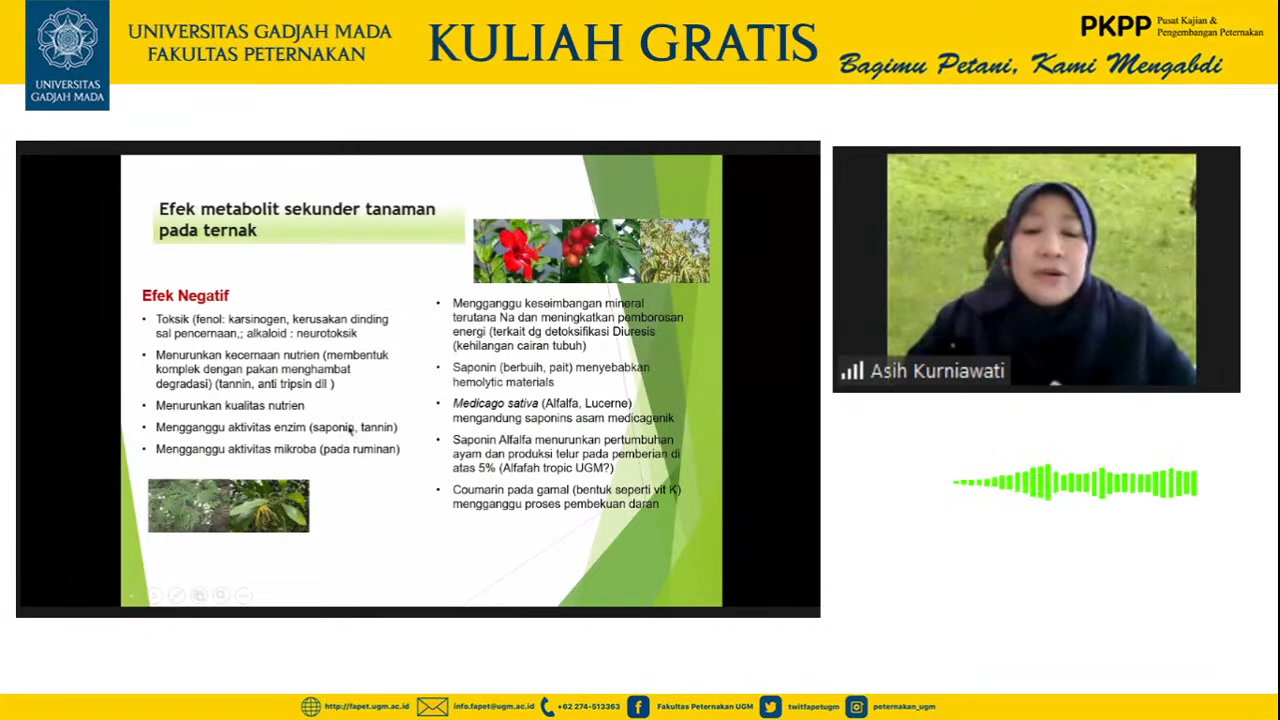 UNIVERSITAS
GADJAH MADA
UNIVERSITAS GADJAH MADA
FAKULTAS PETERNAKAN
KULIAH GRATIS
PKPP
Pusat Kajian &
Pengembangan Peternakan
Bagimu Petani, Kami Mengabdi
Efek metabolit sekunder tanaman
pada ternak
Efek Negatif
• Toksik (fenol: karsinogen, kerusakan dinding
sal pencernaan,; alkaloid : neurotoksik
• Menurunkan kecernaan nutrien (membentuk
komplek dengan pakan menghambat
degradasi) (tannin, anti tripsin dll )
• Menurunkan kualitas nutrien
• Mengganggu aktivitas enzim (saponin, tannin)
• Mengganggu aktivitas mikroba (pada ruminan)
• Mengganggu keseimbangan mineral
terutana Na dan meningkatkan pemborosan
energi (terkait dg detoksifikasi Diuresis
(kehilangan cairan tubuh)
• Saponin (berbuih, pait) menyebabkan
hemolytic materials
• Medicago sativa (Alfalfa, Lucerne)
mengandung saponins asam medicagenik
• Saponin Alfalfa menurunkan pertumbuhan
ayam dan produksi telur pada pemberian di
atas 5% (Alfafah tropic UGM?)
• Coumarin pada gamal (bentuk seperti vit K)
mengganggu proses pembekuan daran
Asih Kurniawati
http://fapet.ugm.ac.id
info.fapet@ugm.ac.id
+62 274-513363
Fakultas Peternakan UGM
twitfapetugm
peternakan_ugm